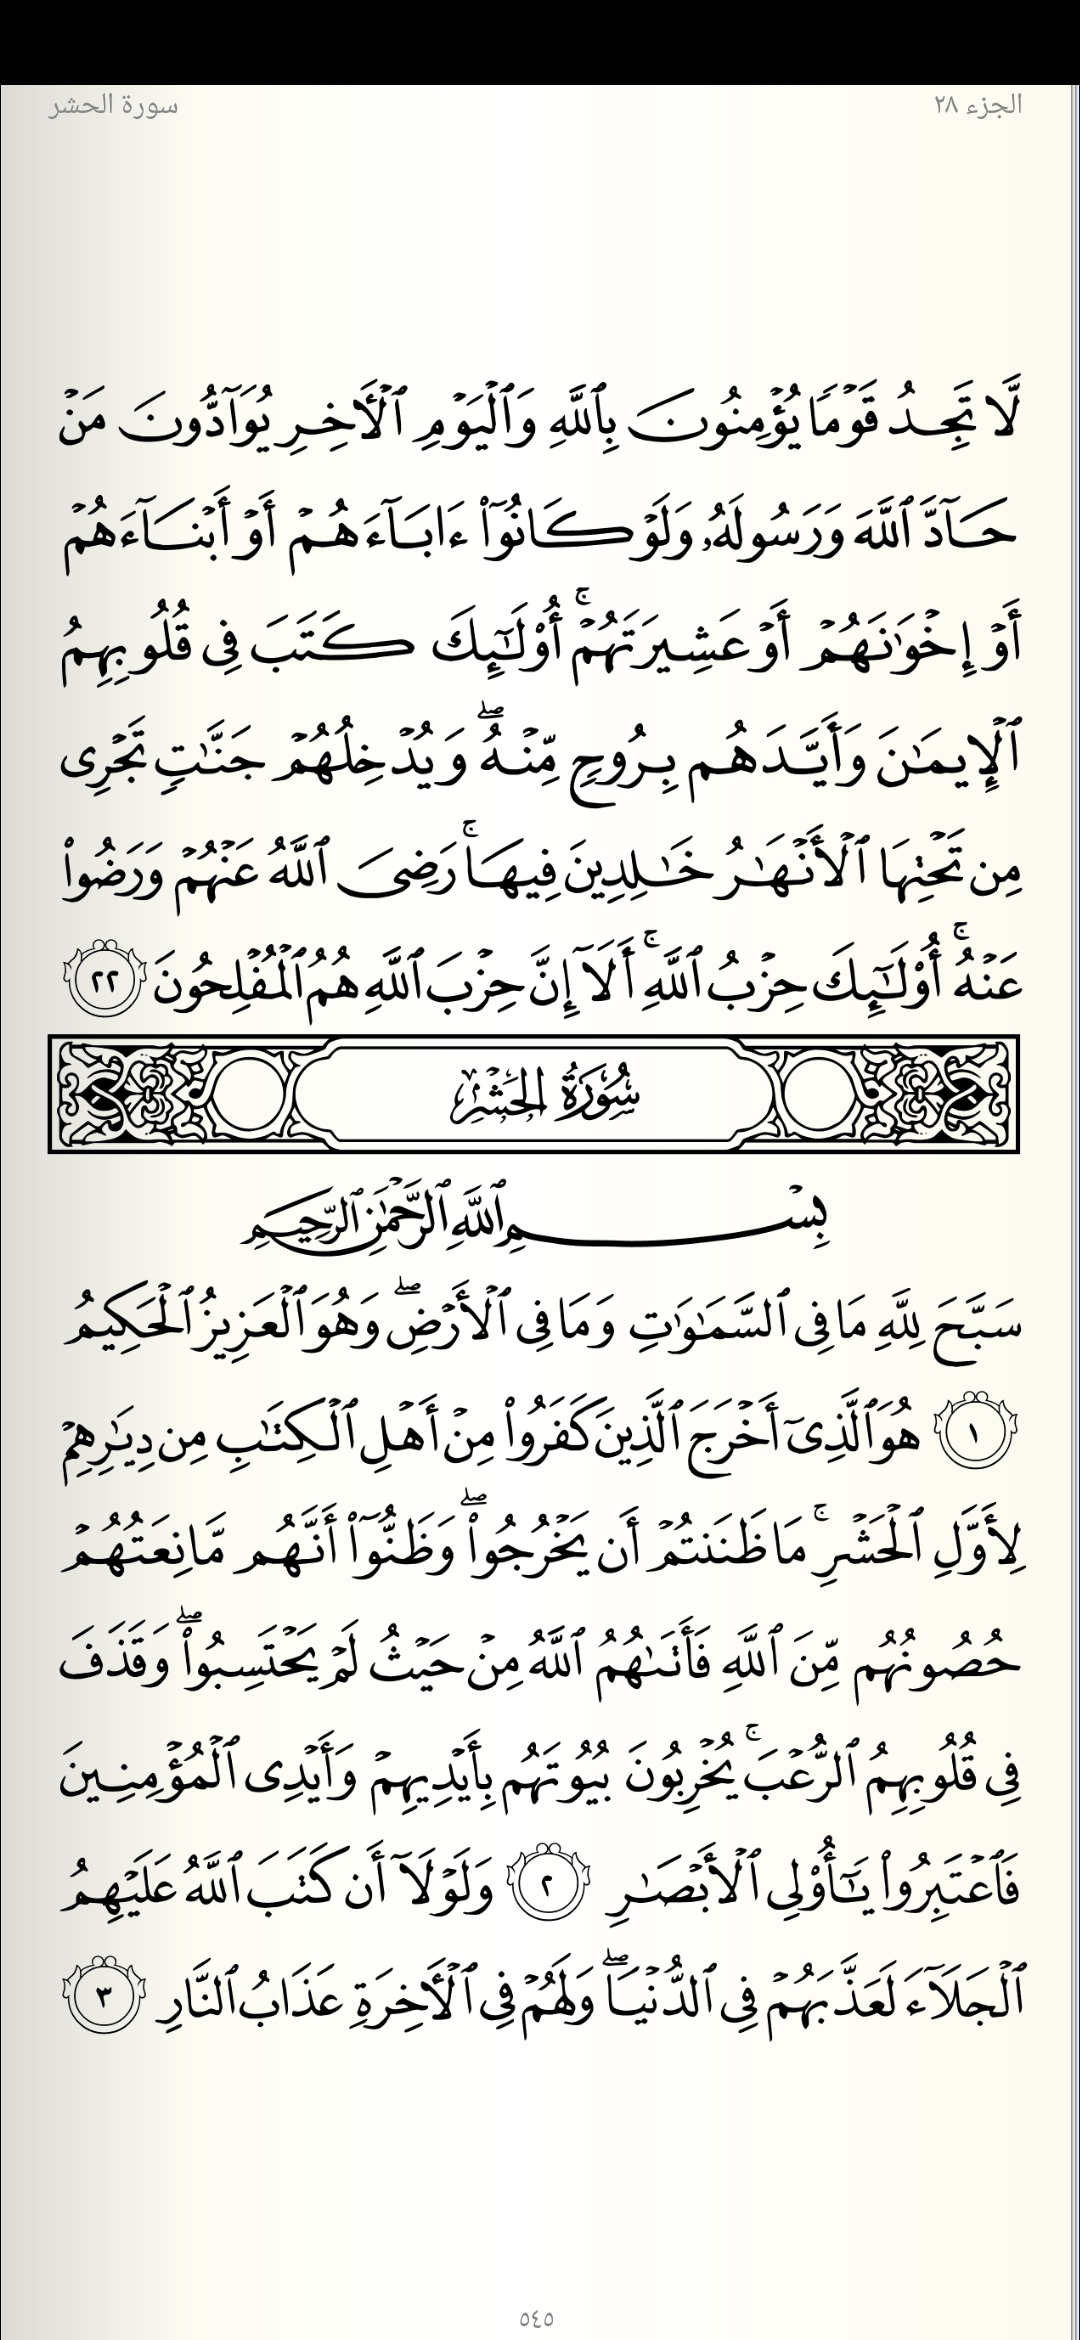 الجزء ٢٨
سورة الحشر
لَّا تَجِدُ قَوْمًا يُؤْمِنُونَ بِٱللَّهِ وَٱلْيَوْمِ ٱلْـَٔاخِرِ يُوَآدُّونَ مَنْ
حَآدَّ ٱللَّهَ وَرَسُولَهُۥ وَلَوْ كَانُوٓا۟ ءَابَآءَهُمْ أَوْ أَبْنَآءَهُمْ
أَوْ إِخْوَٰنَهُمْ أَوْ عَشِيرَتَهُمْ ۚ أُو۟لَـٰٓئِكَ كَتَبَ فِى قُلُوبِهِمُ
ٱلْإِيمَـٰنَ وَأَيَّدَهُم بِرُوحٍ مِّنْهُ ۖ وَيُدْخِلُهُمْ جَنَّـٰتٍ تَجْرِى
مِن تَحْتِهَا ٱلْأَنْهَـٰرُ خَـٰلِدِينَ فِيهَا ۚ رَضِىَ ٱللَّهُ عَنْهُمْ وَرَضُوا۟
عَنْهُ ۚ أُو۟لَـٰٓئِكَ حِزْبُ ٱللَّهِ ۚ أَلَآ إِنَّ حِزْبَ ٱللَّهِ هُمُ ٱلْمُفْلِحُونَ ٢٢
سُورَةُ الحَشْرِ
بِسْمِ ٱللَّهِ ٱلرَّحْمَـٰنِ ٱلرَّحِيمِ
سَبَّحَ لِلَّهِ مَا فِى ٱلسَّمَـٰوَٰتِ وَمَا فِى ٱلْأَرْضِ ۖ وَهُوَ ٱلْعَزِيزُ ٱلْحَكِيمُ
١ هُوَ ٱلَّذِىٓ أَخْرَجَ ٱلَّذِينَ كَفَرُوا۟ مِنْ أَهْلِ ٱلْكِتَـٰبِ مِن دِيَـٰرِهِمْ
لِأَوَّلِ ٱلْحَشْرِ ۚ مَا ظَنَنتُمْ أَن يَخْرُجُوا۟ ۖ وَظَنُّوٓا۟ أَنَّهُم مَّانِعَتُهُمْ
حُصُونُهُم مِّنَ ٱللَّهِ فَأَتَىٰهُمُ ٱللَّهُ مِنْ حَيْثُ لَمْ يَحْتَسِبُوا۟ ۖ وَقَذَفَ
فِى قُلُوبِهِمُ ٱلرُّعْبَ ۚ يُخْرِبُونَ بُيُوتَهُم بِأَيْدِيهِمْ وَأَيْدِى ٱلْمُؤْمِنِينَ
فَٱعْتَبِرُوا۟ يَـٰٓأُو۟لِى ٱلْأَبْصَـٰرِ ٢ وَلَوْلَآ أَن كَتَبَ ٱللَّهُ عَلَيْهِمُ
ٱلْجَلَآءَ لَعَذَّبَهُمْ فِى ٱلدُّنْيَا ۖ وَلَهُمْ فِى ٱلْـَٔاخِرَةِ عَذَابُ ٱلنَّارِ ٣
٥٤٥